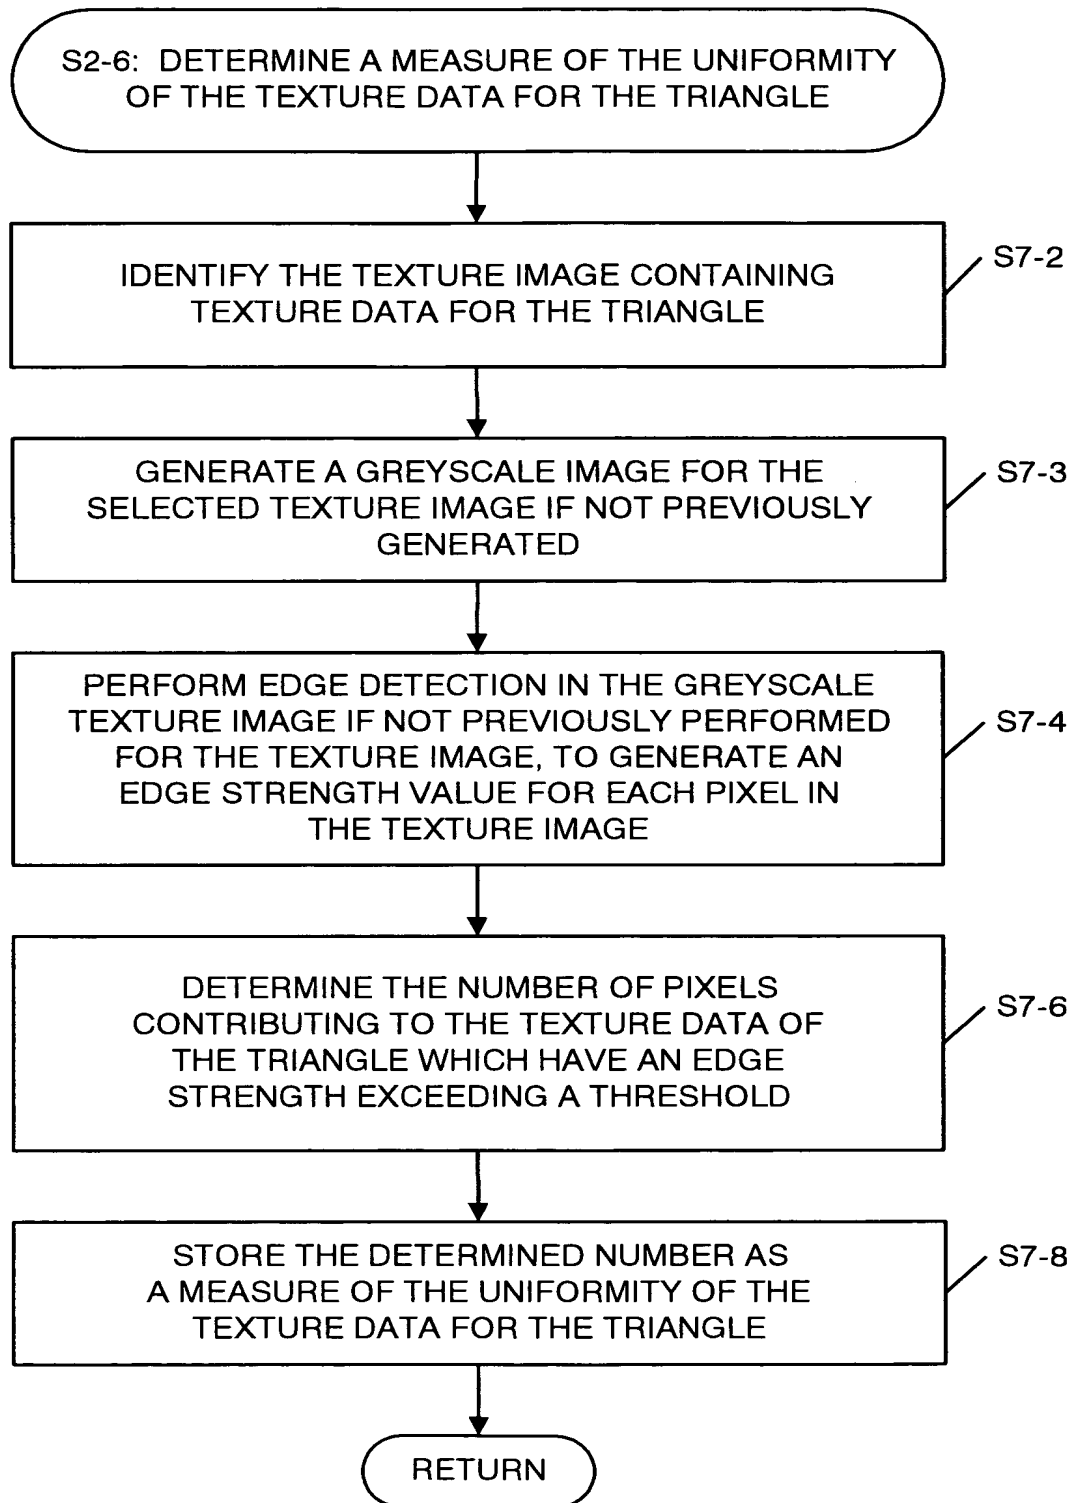 S2-6: DETERMINE A MEASURE OF THE UNIFORMITY
OF THE TEXTURE DATA FOR THE TRIANGLE
IDENTIFY THE TEXTURE IMAGE CONTAINING
TEXTURE DATA FOR THE TRIANGLE
S7-2
GENERATE A GREYSCALE IMAGE FOR THE
SELECTED TEXTURE IMAGE IF NOT PREVIOUSLY
GENERATED
S7-3
PERFORM EDGE DETECTION IN THE GREYSCALE
TEXTURE IMAGE IF NOT PREVIOUSLY PERFORMED
FOR THE TEXTURE IMAGE, TO GENERATE AN
EDGE STRENGTH VALUE FOR EACH PIXEL IN
THE TEXTURE IMAGE
S7-4
DETERMINE THE NUMBER OF PIXELS
CONTRIBUTING TO THE TEXTURE DATA OF
THE TRIANGLE WHICH HAVE AN EDGE
STRENGTH EXCEEDING A THRESHOLD
S7-6
STORE THE DETERMINED NUMBER AS
A MEASURE OF THE UNIFORMITY OF THE
TEXTURE DATA FOR THE TRIANGLE
S7-8
RETURN